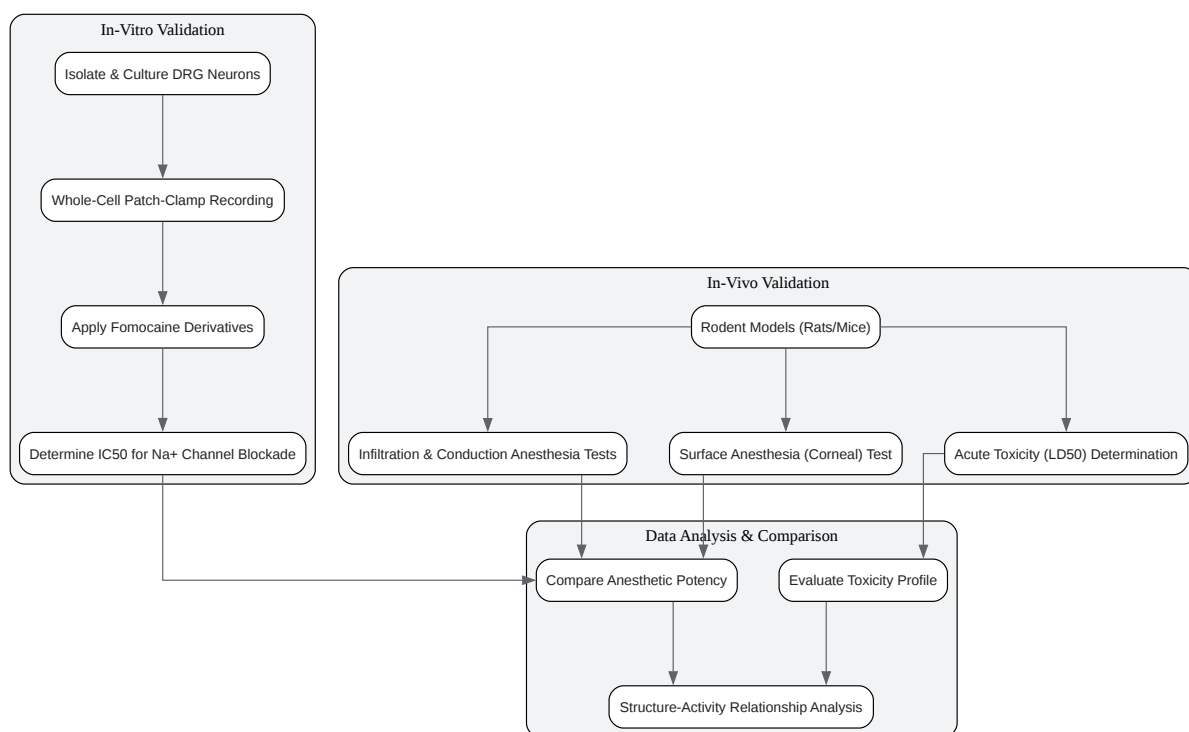 In-Vitro Validation
Isolate & Culture DRG Neurons
Whole-Cell Patch-Clamp Recording
Apply Fomocaine Derivatives
Determine IC50 for Na+ Channel Blockade
In-Vivo Validation
Rodent Models (Rats/Mice)
Infiltration & Conduction Anesthesia Tests
Surface Anesthesia (Corneal) Test
Acute Toxicity (LD50) Determination
Data Analysis & Comparison
Compare Anesthetic Potency
Evaluate Toxicity Profile
Structure-Activity Relationship Analysis